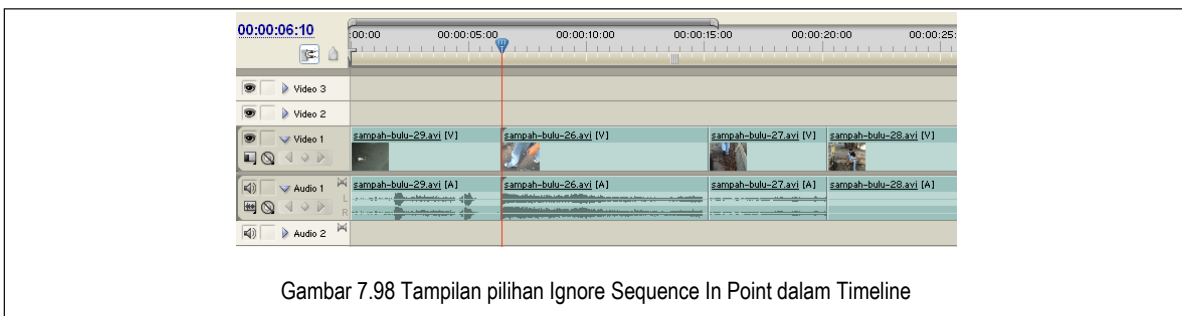 00:00:06:10
:00:00 00:00:05:00 00:00:10:00 00:00:15:00 00:00:20:00 00:00:25:
Video 3
Video 2
Video 1 sampah-bulu-29.avi [V] sampah-bulu-26.avi [V] sampah-bulu-27.avi [V] sampah-bulu-28.avi [V]
Audio 1 sampah-bulu-29.avi [A] sampah-bulu-26.avi [A] sampah-bulu-27.avi [A] sampah-bulu-28.avi [A]
L
R
Audio 2
Gambar 7.98 Tampilan pilihan Ignore Sequence In Point dalam Timeline